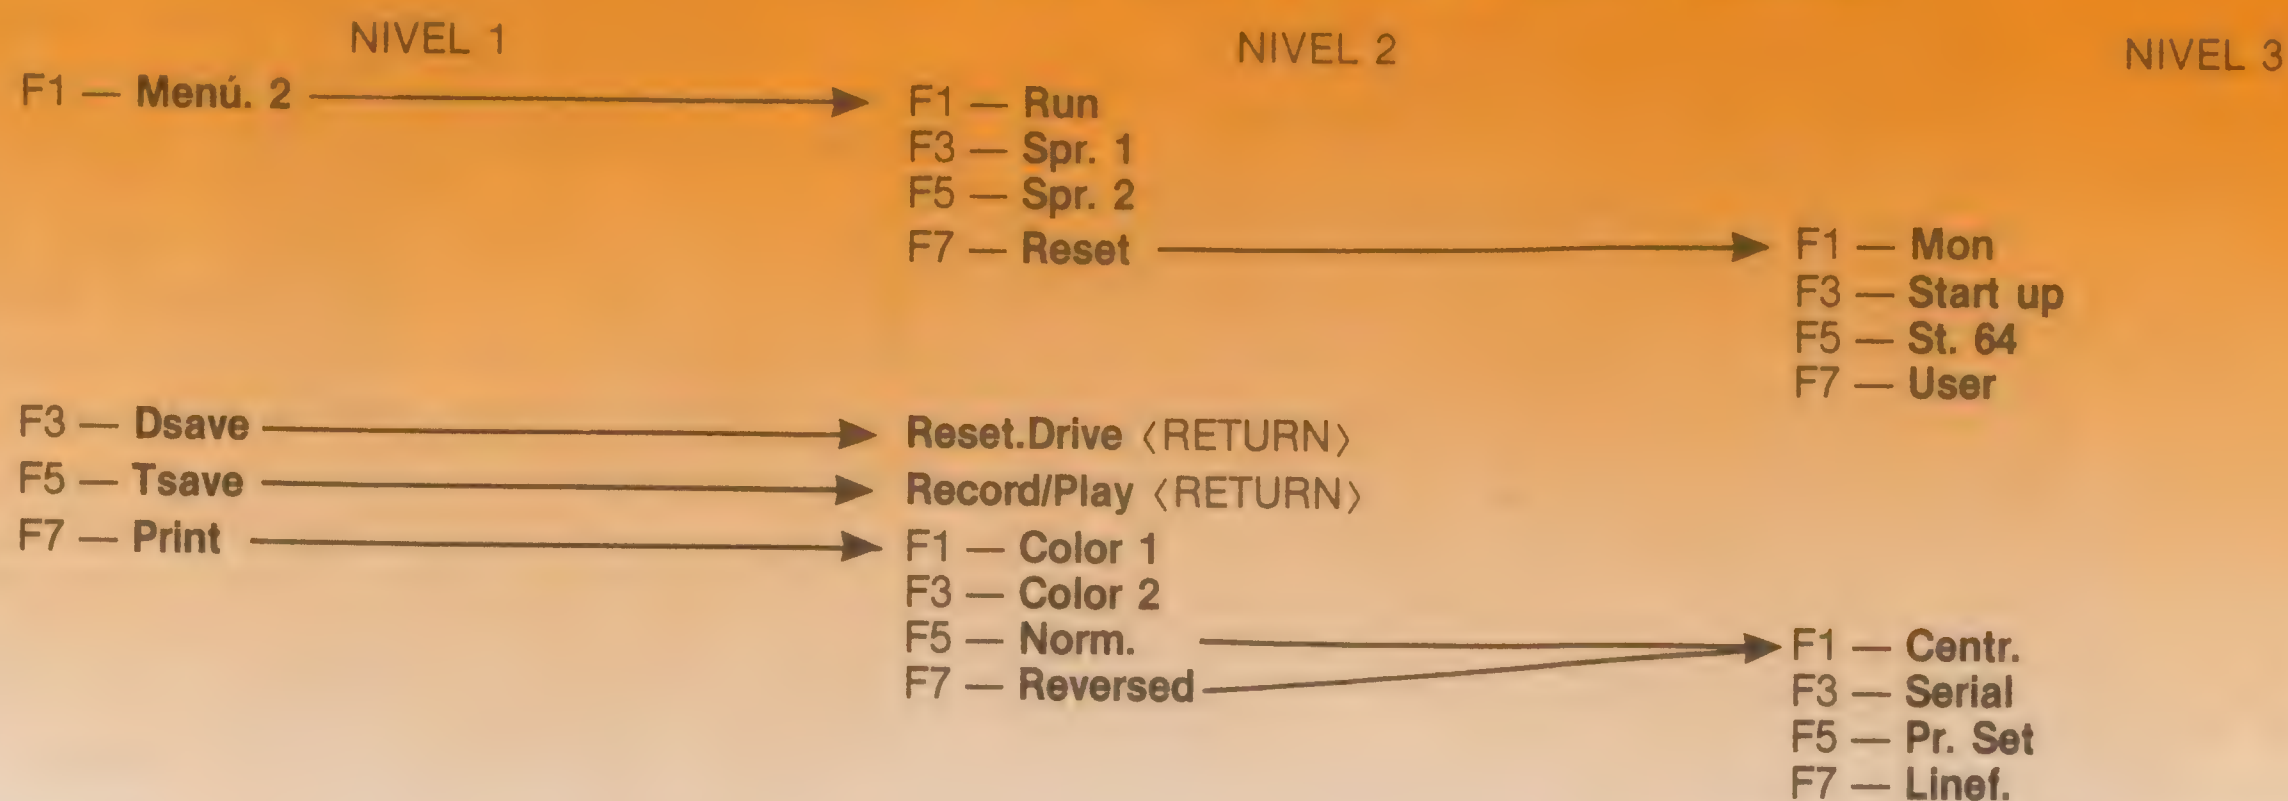 NIVEL 1
NIVEL 2
NIVEL 3
F1 — Menú. 2
F1 — Run
F3 — Spr. 1
F5 — Spr. 2
F7 — Reset
F1 — Mon
F3 — Start up
F5 — St. 64
F7 — User
F3 — Dsave
Reset.Drive 〈RETURN〉
F5 — Tsave
Record/Play 〈RETURN〉
F7 — Print
F1 — Color 1
F3 — Color 2
F5 — Norm.
F7 — Reversed
F1 — Centr.
F3 — Serial
F5 — Pr. Set
F7 — Linef.